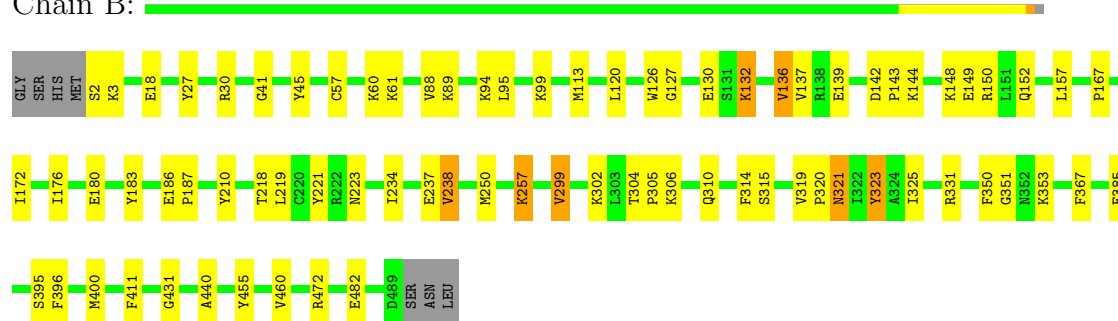 Chain B:
GLY SER HIS MET S2 K3 E18 Y27 R30 G41 Y45 C57 K60 K61 V88 K89 K94 L95 K99 M113 L120 W126 G127 E130 S131 K132 V136 V137 R138 E139 D142 P143 K144 K148 E149 R150 L151 Q152 L157 P167
I172 I176 E180 Y183 E186 P187 Y210 T218 L219 C220 Y221 R222 N223 I234 E237 V238 M250 K257 V299 K302 L303 T304 P305 K306 Q310 F314 S315 V319 P320 N321 I322 Y323 A324 I325 R331 F350 G351 N352 K353 F367
S395 F396 M400 F411 G431 A440 Y455 V460 R472 E482 D489 SER ASN LEU